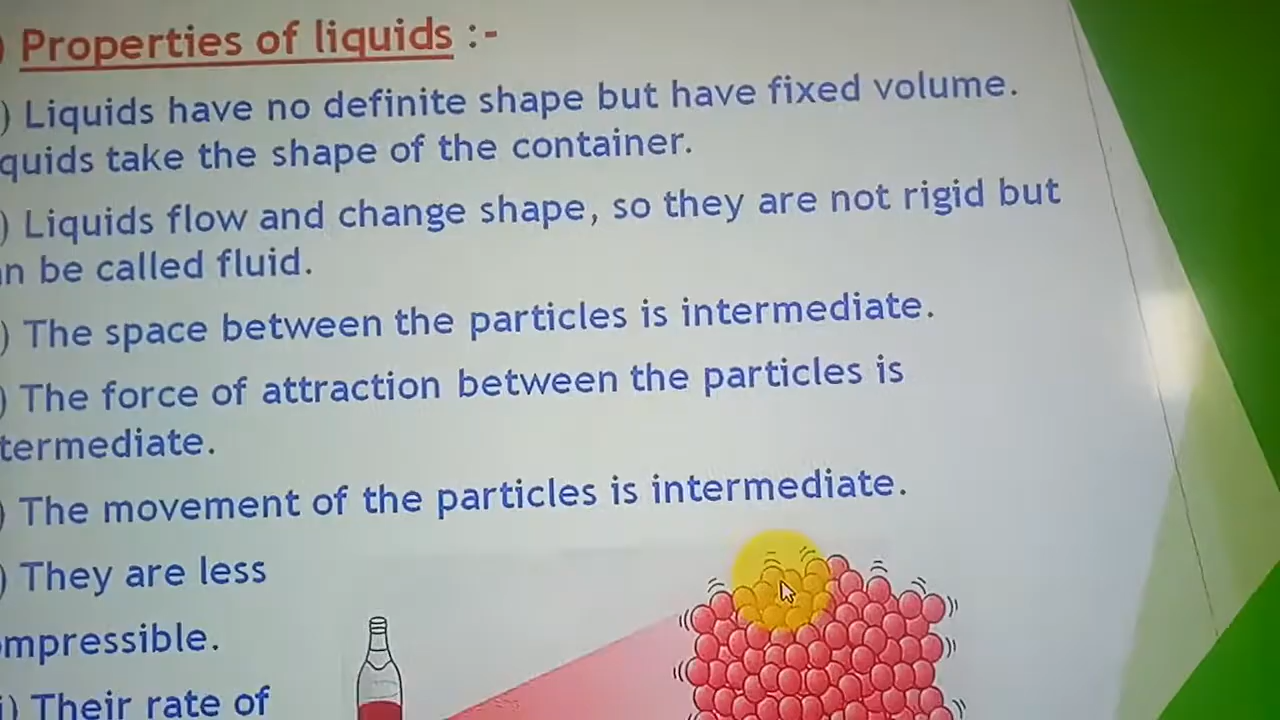 ) Properties of liquids :-
) Liquids have no definite shape but have fixed volume.
quids take the shape of the container.
) Liquids flow and change shape, so they are not rigid but
n be called fluid.
) The space between the particles is intermediate.
) The force of attraction between the particles is
termediate.
) The movement of the particles is intermediate.
) They are less
mpressible.
i) Their rate of